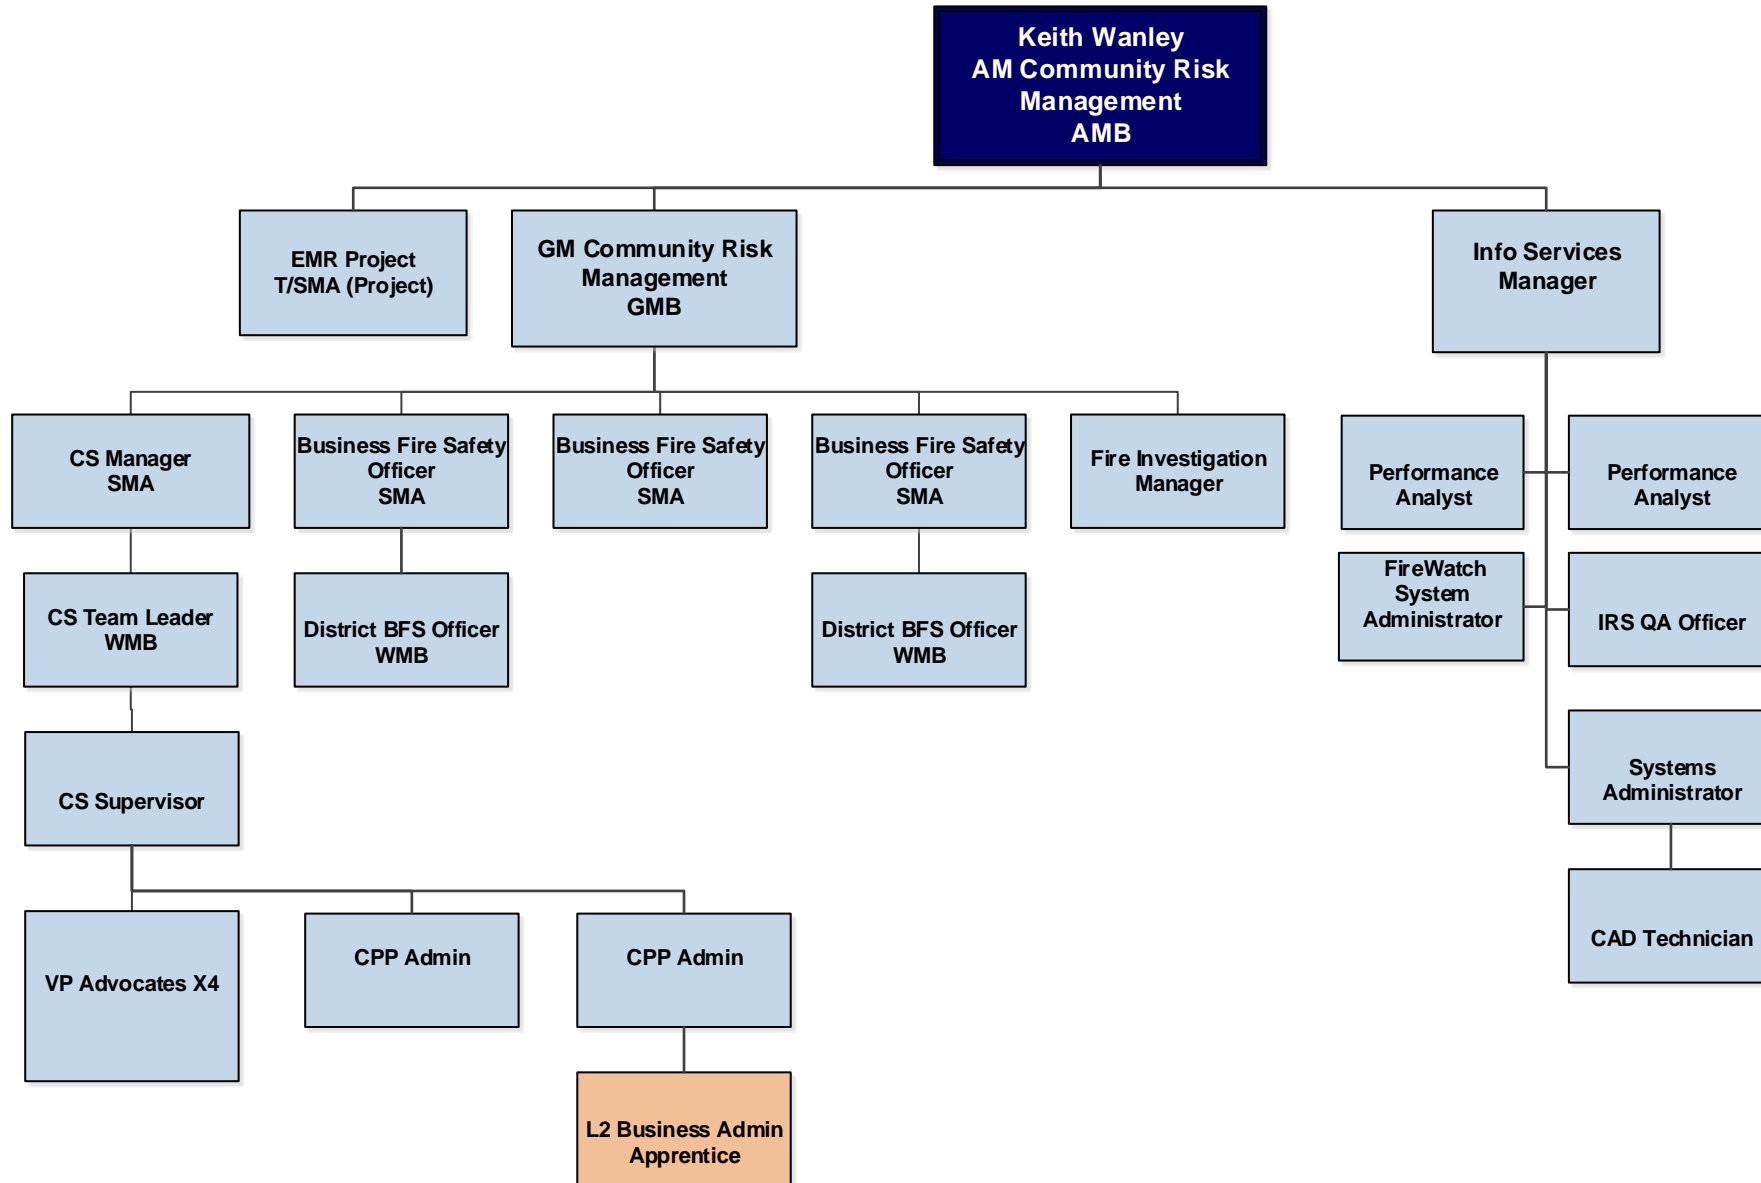 Keith Wanley
AM Community Risk
Management
AMB
EMR Project
T/SMA (Project)
GM Community Risk
Management
GMB
Info Services
Manager
CS Manager
SMA
Business Fire Safety
Officer
SMA
Business Fire Safety
Officer
SMA
Business Fire Safety
Officer
SMA
Fire Investigation
Manager
Performance
Analyst
Performance
Analyst
CS Team Leader
WMB
District BFS Officer
WMB
District BFS Officer
WMB
FireWatch
System
Administrator
IRS QA Officer
CS Supervisor
Systems
Administrator
VP Advocates X4
CPP Admin
CPP Admin
CAD Technician
L2 Business Admin
Apprentice